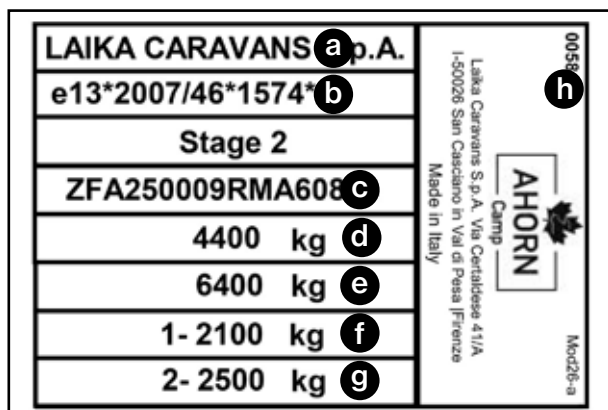 LAIKA CARAVANS S.p.A. a
e13*2007/46*1574* b
Stage 2
ZFA250009RMA608 c
4400 kg d
6400 kg e
1- 2100 kg f
2- 2500 kg g
0058 h
AHORN
Camp
Mod26-a
Laika Caravans S.p.A. Via Certaldese 41/A
I-50026 San Casciano in Val di Pesa |Firenze
Made in Italy